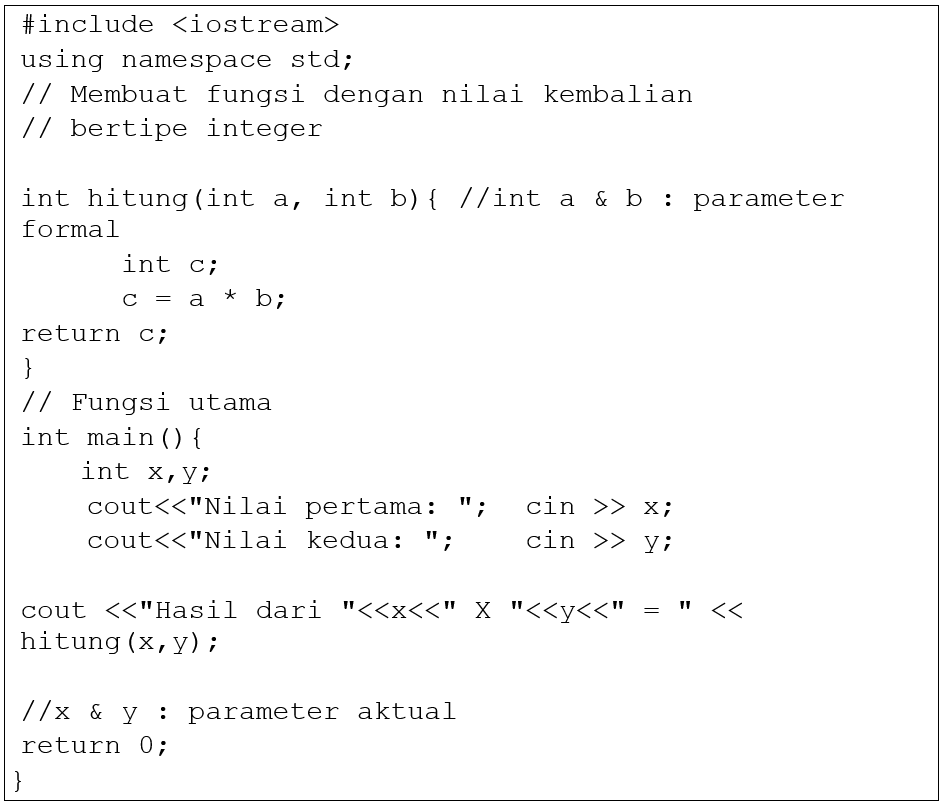 #include <iostream>
using namespace std;
// Membuat fungsi dengan nilai kembalian
// bertipe integer
int hitung(int a, int b){ //int a & b : parameter
formal
int c;
c = a * b;
return c;
}
// Fungsi utama
int main(){
int x,y;
cout<<"Nilai pertama: "; cin >> x;
cout<<"Nilai kedua: "; cin >> y;
cout <<"Hasil dari "<<x<<" X "<<y<<" = " <<
hitung(x,y);
//x & y : parameter aktual
return 0;
}